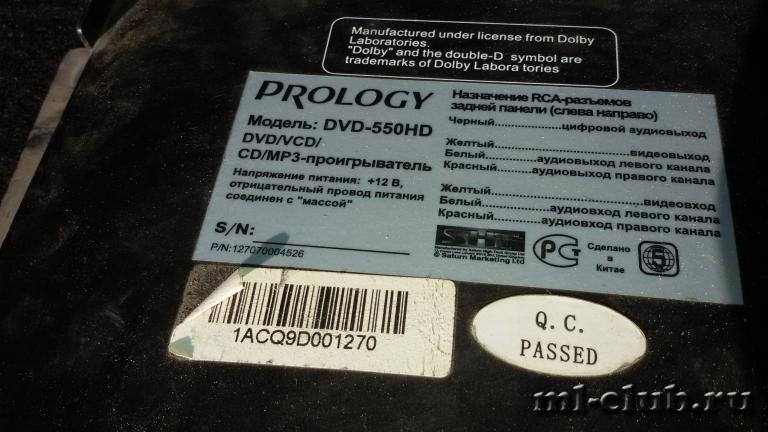 Manufactured under license from Dolby
Laboratories.
"Dolby" and the double-D symbol are
trademarks of Dolby Labora tories
PROLOGY
Модель: DVD-550HD
DVD/VCD/
CD/MP3-проигрыватель
Напряжение питания: +12 В,
отрицательный провод питания
соединен с "массой"
S/N:
P/N:127070004526
Назначение RCA-разъемов
задней панели (слева направо)
Черный...................цифровой аудиовыход
Желтый................................видеовыход
Белый..............аудиовыход левого канала
Красный........аудиовыход правого канала
Желтый...................................видеовход
Белый................аудиовход левого канала
Красный...........аудиовход правого канала
© Saturn Marketing Ltd
Сделано
в
Китае
1ACQ9D001270
Q.C.
PASSED
ml-club.ru